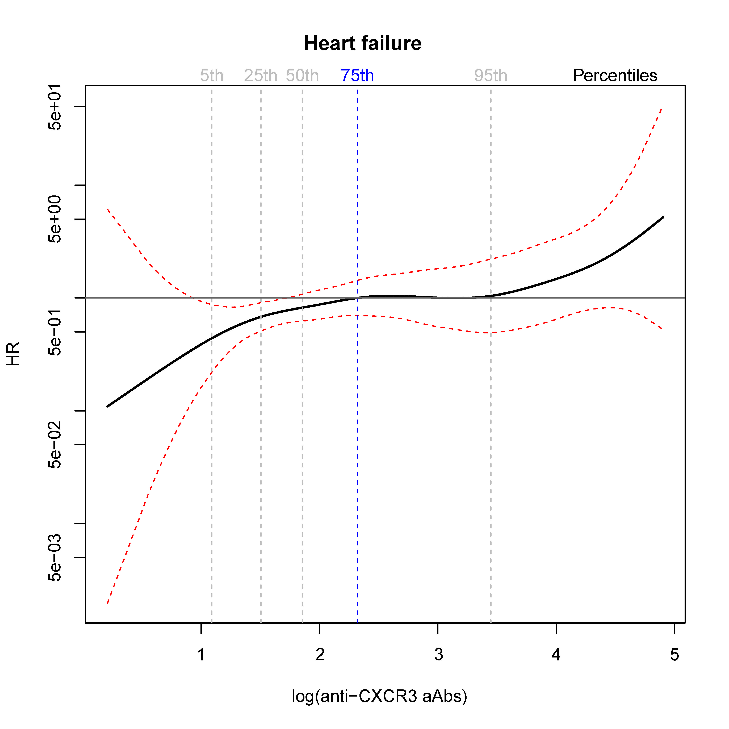 Heart failure
5th 25th 50th 75th 95th Percentiles
5e+01
5e+00
5e−01
5e−02
5e−03
HR
1 2 3 4 5
log(anti−CXCR3 aAbs)